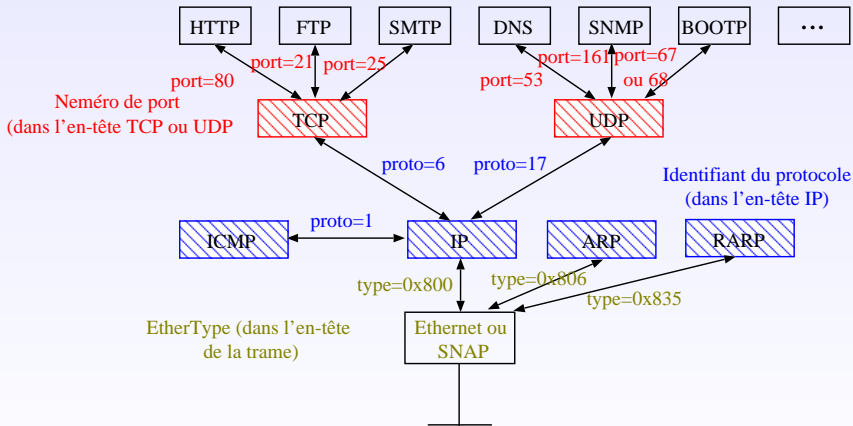 HTTP FTP SMTP DNS SNMP BOOTP ...
port=80 port=21 port=25 port=53 port=161 port=67
ou 68
Neméro de port
(dans l'en-tête TCP ou UDP
TCP UDP
proto=6 proto=17
Identifiant du protocole
(dans l'en-tête IP)
proto=1
ICMP IP ARP RARP
type=0x800 type=0x806
type=0x835
EtherType (dans l'en-tête
de la trame)
Ethernet ou
SNAP